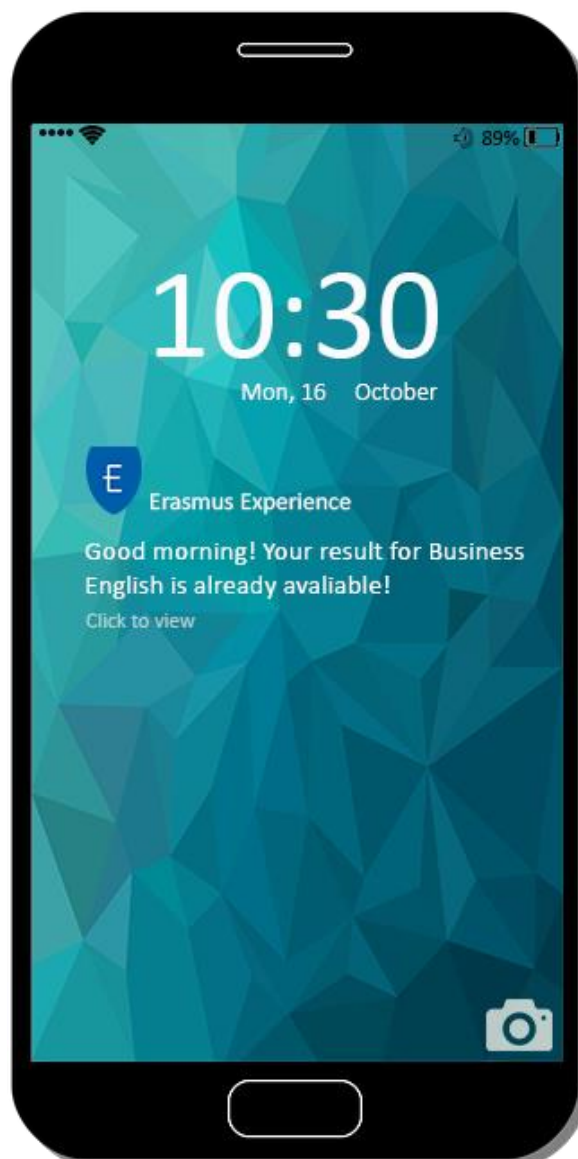 89%
10:30
Mon, 16 October
E
Erasmus Experience
Good morning! Your result for Business
English is already avaliable!
Click to view